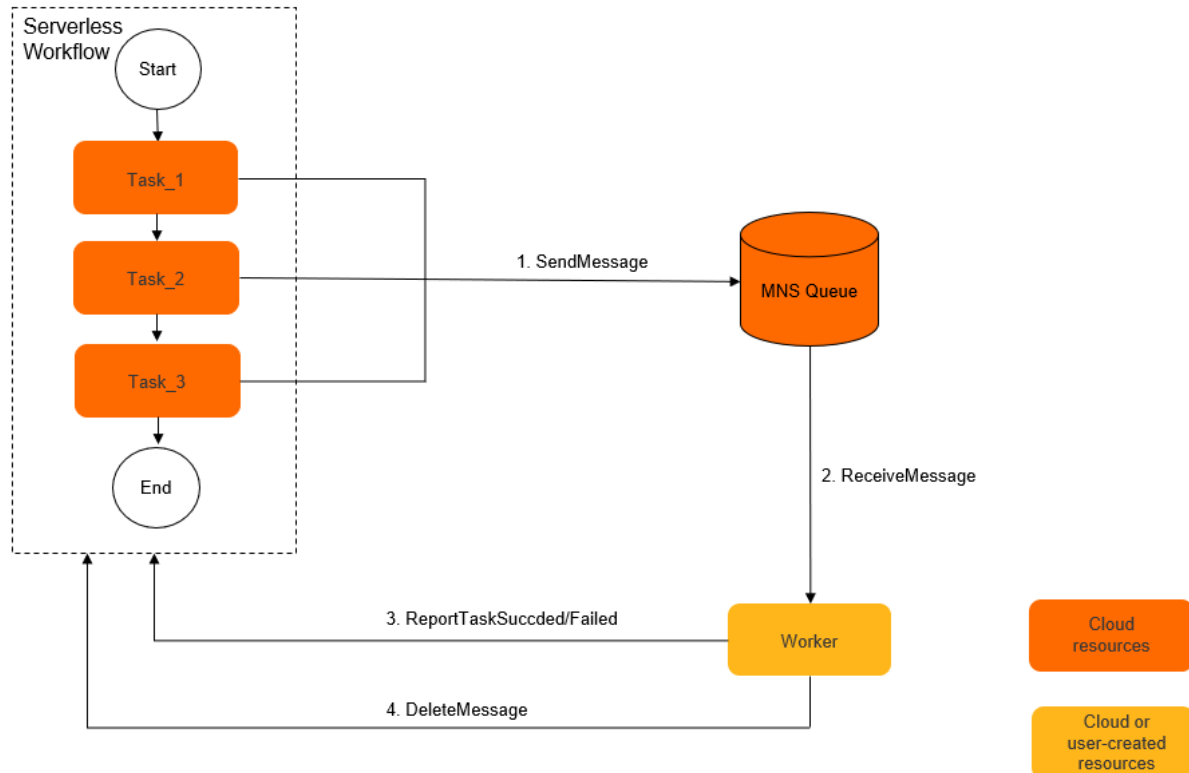 Serverless
Workflow
Start
Task_1
Task_2
Task_3
End
1. SendMessage
MNS Queue
2. ReceiveMessage
3. ReportTaskSuccded/Failed
Worker
4. DeleteMessage
Cloud
resources
Cloud or
user-created
resources